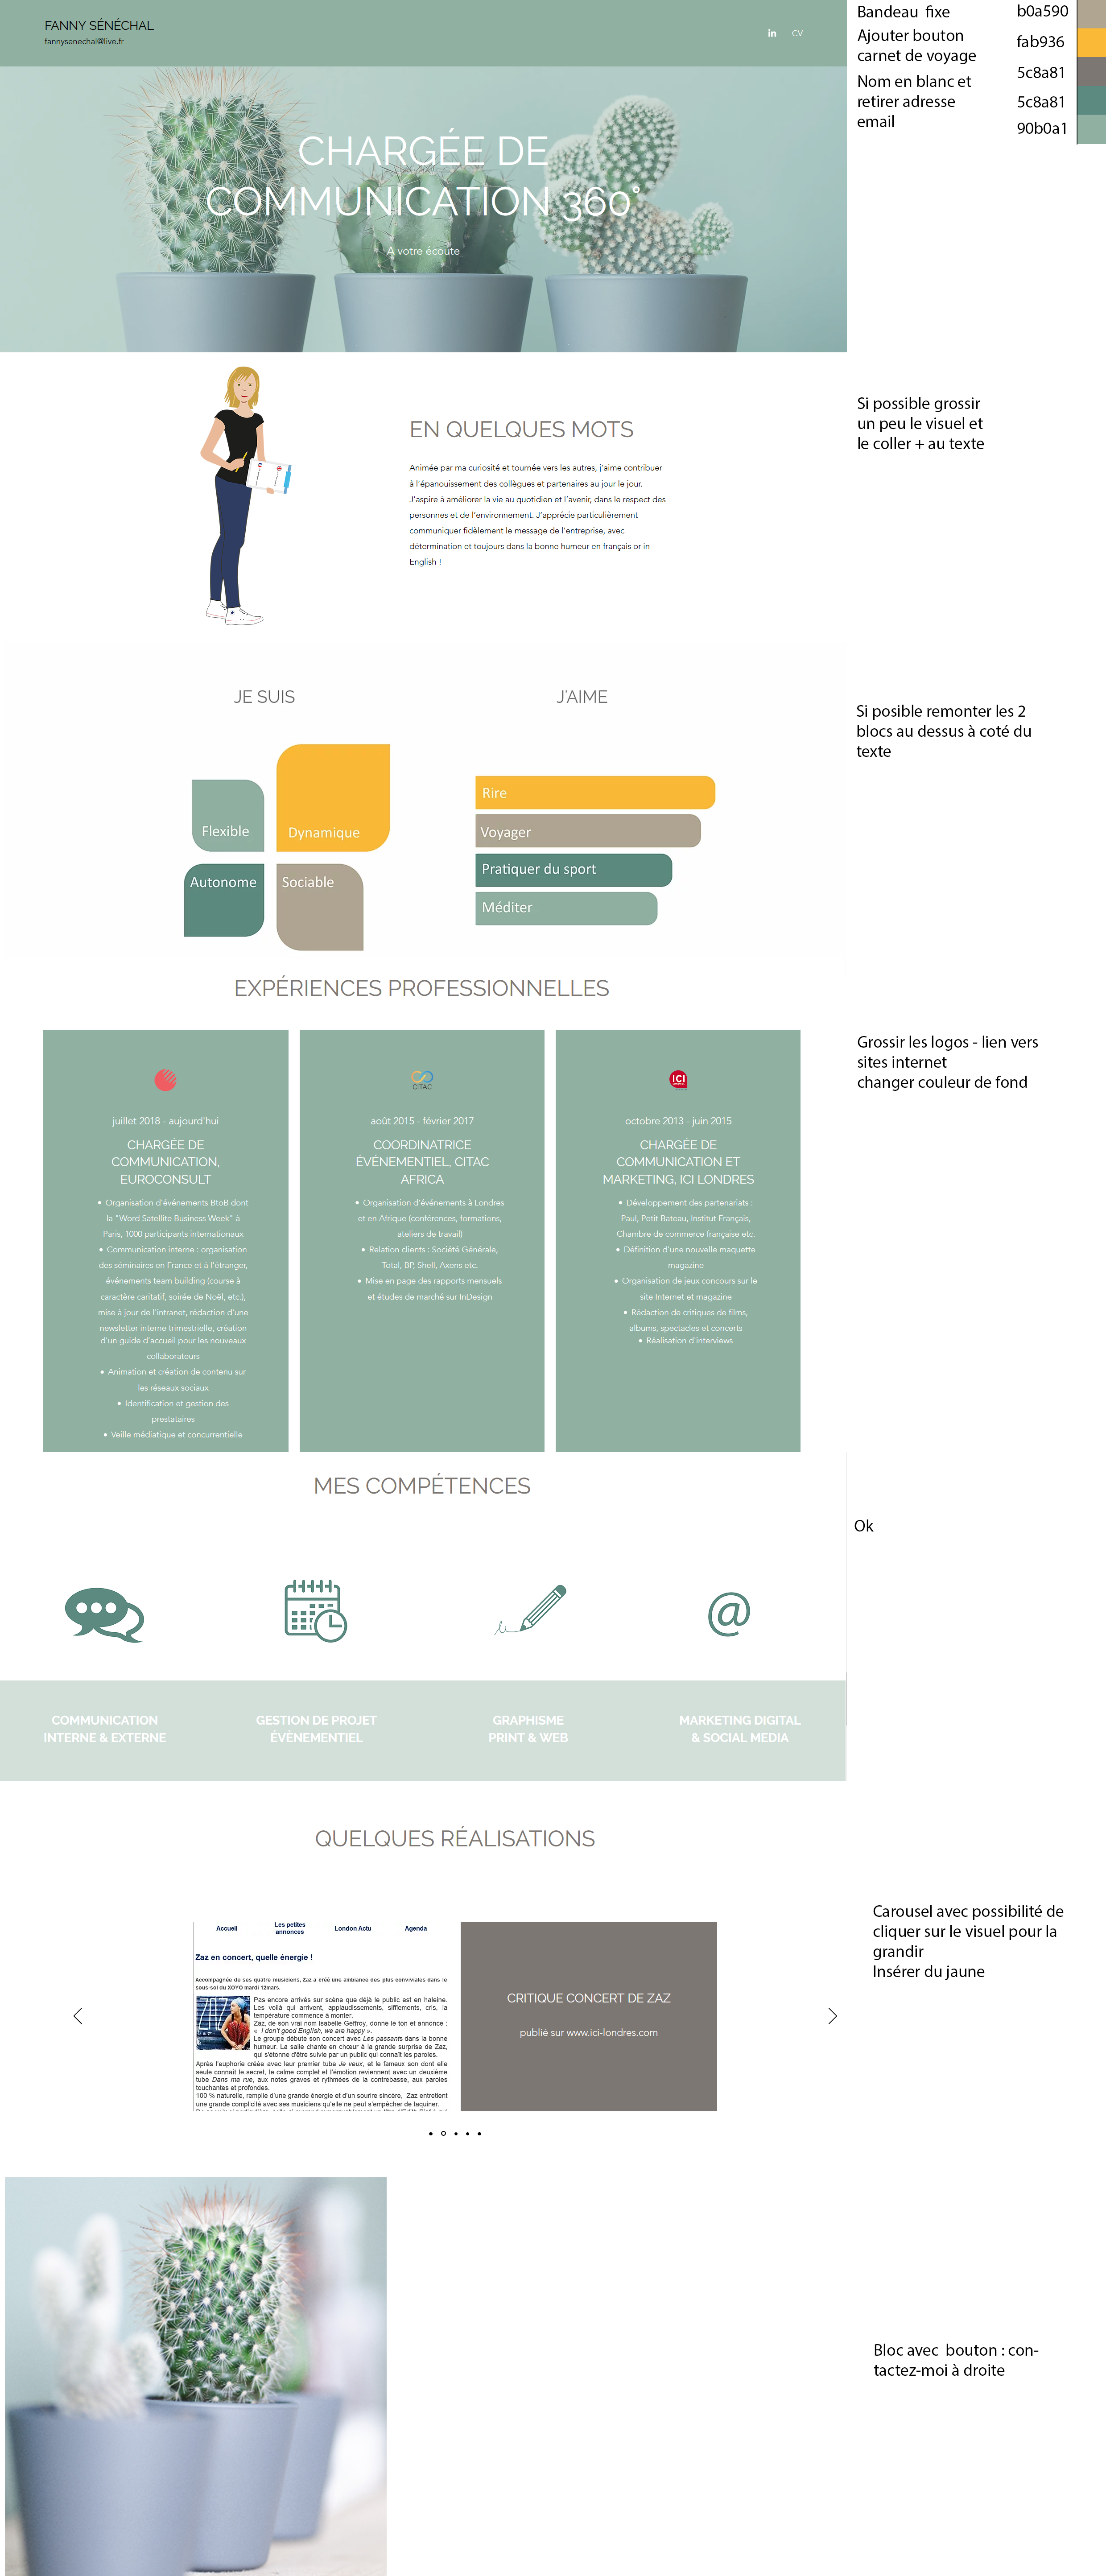 FANNY SÉNÉCHAL
fannysenechal@live.fr
in
CV
Bandeau fixe
Ajouter bouton
carnet de voyage
Nom en blanc et
retirer adresse
email
b0a590
fab936
5c8a81
5c8a81
90b0a1
CHARGÉE DE
COMMUNICATION 360°
A votre écoute
EN QUELQUES MOTS
Animée par ma curiosité et tournée vers les autres, j'aime contribuer
à l'épanouissement des collègues et partenaires au jour le jour.
J'aspire à améliorer la vie au quotidien et l'avenir, dans le respect des
personnes et de l'environnement. J'apprécie particulièrement
communiquer fidèlement le message de l'entreprise, avec
détermination et toujours dans la bonne humeur en français or in
English !
Si possible grossir
un peu le visuel et
le coller + au texte
JE SUIS
Flexible
Dynamique
Autonome
Sociable
J'AIME
Rire
Voyager
Pratiquer du sport
Méditer
Si posible remonter les 2
blocs au dessus à coté du
texte
EXPÉRIENCES PROFESSIONNELLES
juillet 2018 - aujourd'hui
CHARGÉE DE
COMMUNICATION,
EUROCONSULT
• Organisation d'événements BtoB dont
la "Word Satellite Business Week" à
Paris, 1000 participants internationaux
• Communication interne : organisation
des séminaires en France et à l'étranger,
événements team building (course à
caractère caritatif, soirée de Noël, etc.),
mise à jour de l'intranet, rédaction d'une
newsletter interne trimestrielle, création
d'un guide d'accueil pour les nouveaux
collaborateurs
• Animation et création de contenu sur
les réseaux sociaux
• Identification et gestion des
prestataires
• Veille médiatique et concurrentielle
CITAC
août 2015 - février 2017
COORDINATRICE
ÉVÉNEMENTIEL, CITAC
AFRICA
• Organisation d'événements à Londres
et en Afrique (conférences, formations,
ateliers de travail)
• Relation clients : Société Générale,
Total, BP, Shell, Axens etc.
• Mise en page des rapports mensuels
et études de marché sur InDesign
ICI
octobre 2013 - juin 2015
CHARGÉE DE
COMMUNICATION ET
MARKETING, ICI LONDRES
• Développement des partenariats :
Paul, Petit Bateau, Institut Français,
Chambre de commerce française etc.
• Définition d'une nouvelle maquette
magazine
• Organisation de jeux concours sur le
site Internet et magazine
• Rédaction de critiques de films,
albums, spectacles et concerts
• Réalisation d'interviews
Grossir les logos - lien vers
sites internet
changer couleur de fond
MES COMPÉTENCES
Ok
@
COMMUNICATION
INTERNE & EXTERNE
GESTION DE PROJET
ÉVÈNEMENTIEL
GRAPHISME
PRINT & WEB
MARKETING DIGITAL
& SOCIAL MEDIA
QUELQUES RÉALISATIONS
Accueil
Les petites
annonces
London Actu
Agenda
Zaz en concert, quelle énergie !
Accompagnée de ses quatre musiciens, Zaz a créé une ambiance des plus conviviales dans le
sous-sol du XOYO mardi 12mars.
Pas encore arrivés sur scène que déjà le public est en haleine.
Les voilà qui arrivent, applaudissements, sifflements, cris, la
température commence à monter.
Zaz, de son vrai nom Isabelle Geffroy, donne le ton et annonce :
« I don't good English, we are happy ».
Le groupe débute son concert avec Les passants dans la bonne
humeur. La salle chante en chœur à la grande surprise de Zaz,
qui s'étonne d'être suivie par un public qui connaît les paroles.
Après l'euphorie créée avec leur premier tube Je veux, et le fameux son dont elle
seule connaît le secret, le calme complet et l'émotion reviennent avec un deuxième
tube Dans ma rue, aux notes graves et rythmées de la contrebasse, aux paroles
touchantes et profondes.
100 % naturelle, remplie d'une grande énergie et d'un sourire sincère, Zaz entretient
une grande complicité avec ses musiciens qu'elle ne peut s'empêcher de taquiner.
CRITIQUE CONCERT DE ZAZ
publié sur www.ici-londres.com
Carousel avec possibilité de
cliquer sur le visuel pour la
grandir
Insérer du jaune
Bloc avec bouton : con-
tactez-moi à droite